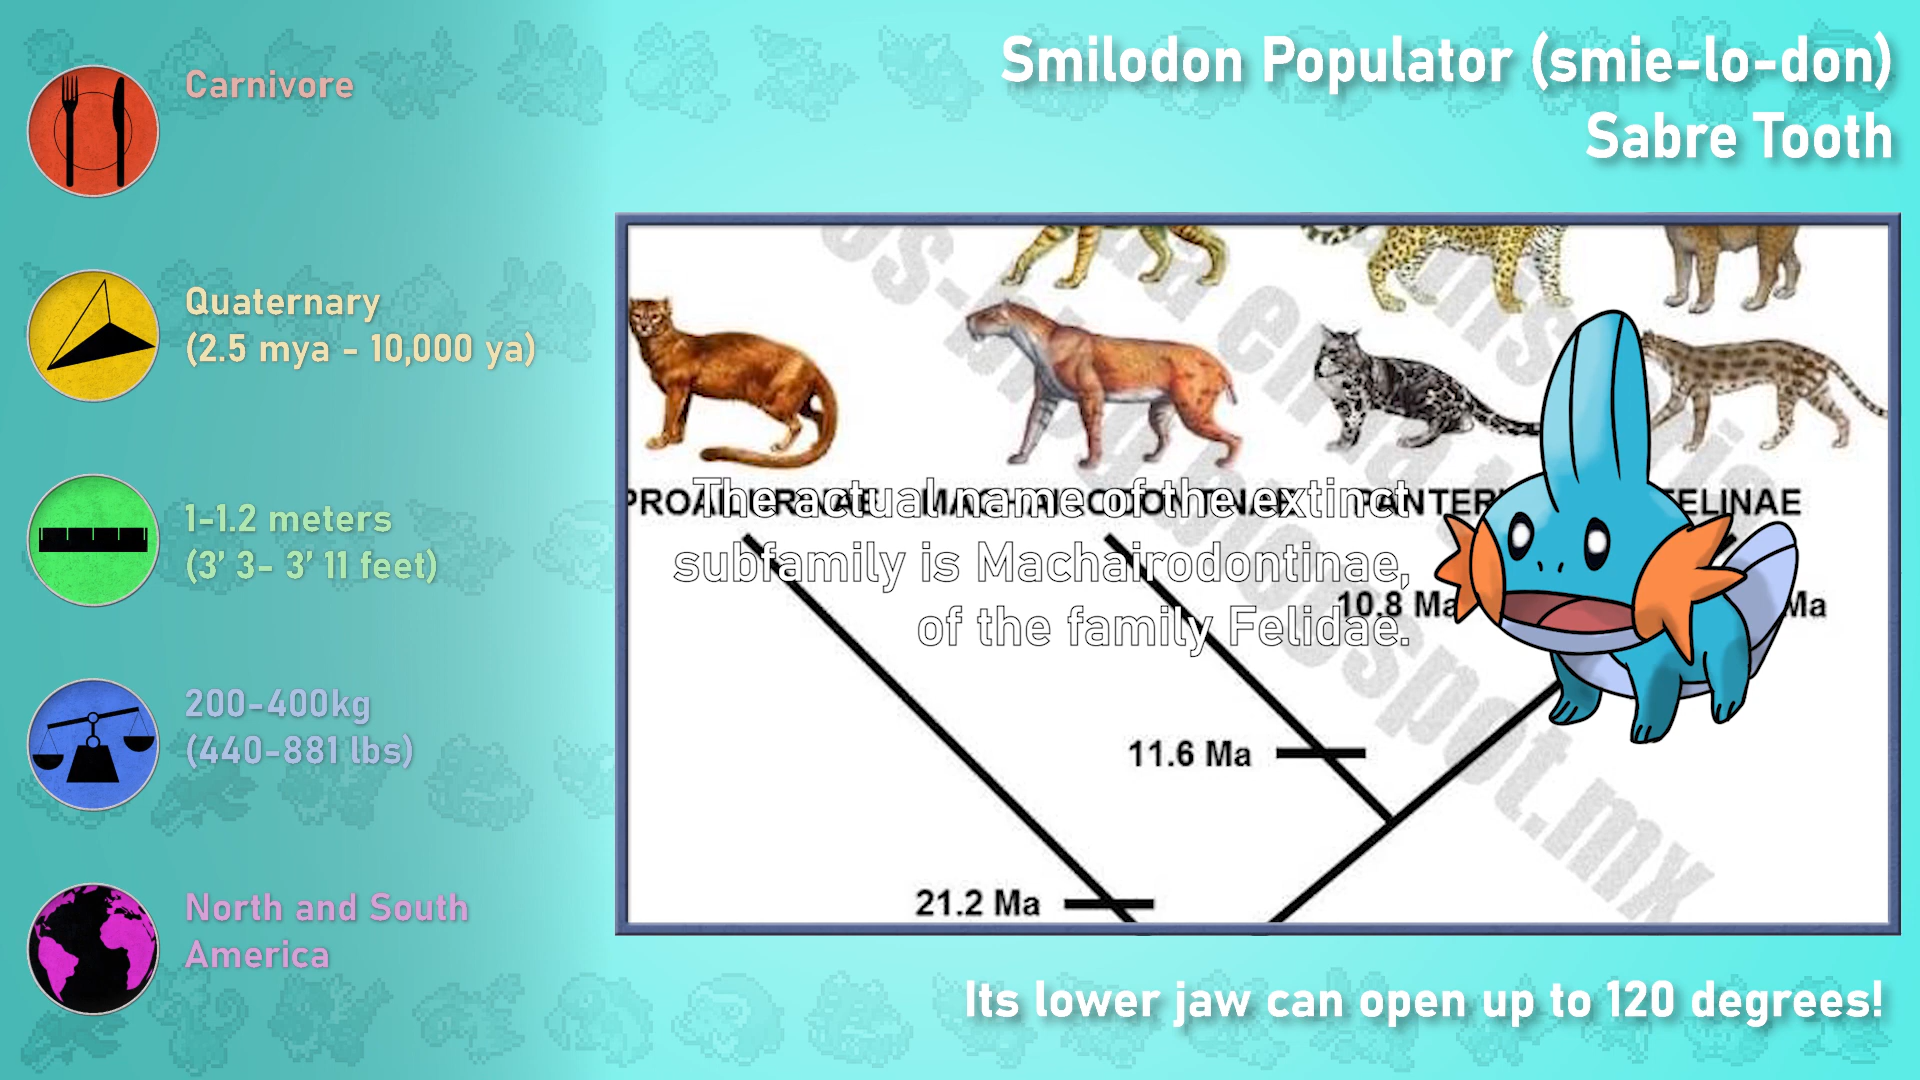 Smilodon Populator (smie-lo-don)
Sabre Tooth
Carnivore
Quaternary
(2.5 mya - 10,000 ya)
1-1.2 meters
(3' 3- 3' 11 feet)
200-400kg
(440-881 lbs)
North and South
America
PROAILURINAE MACHAIRODONTINAE PANTERI FELINAE
The actual name of the extinct
subfamily is Machairodontinae,
of the family Felidae.
10.8 Ma
Ma
11.6 Ma
21.2 Ma
Its lower jaw can open up to 120 degrees!